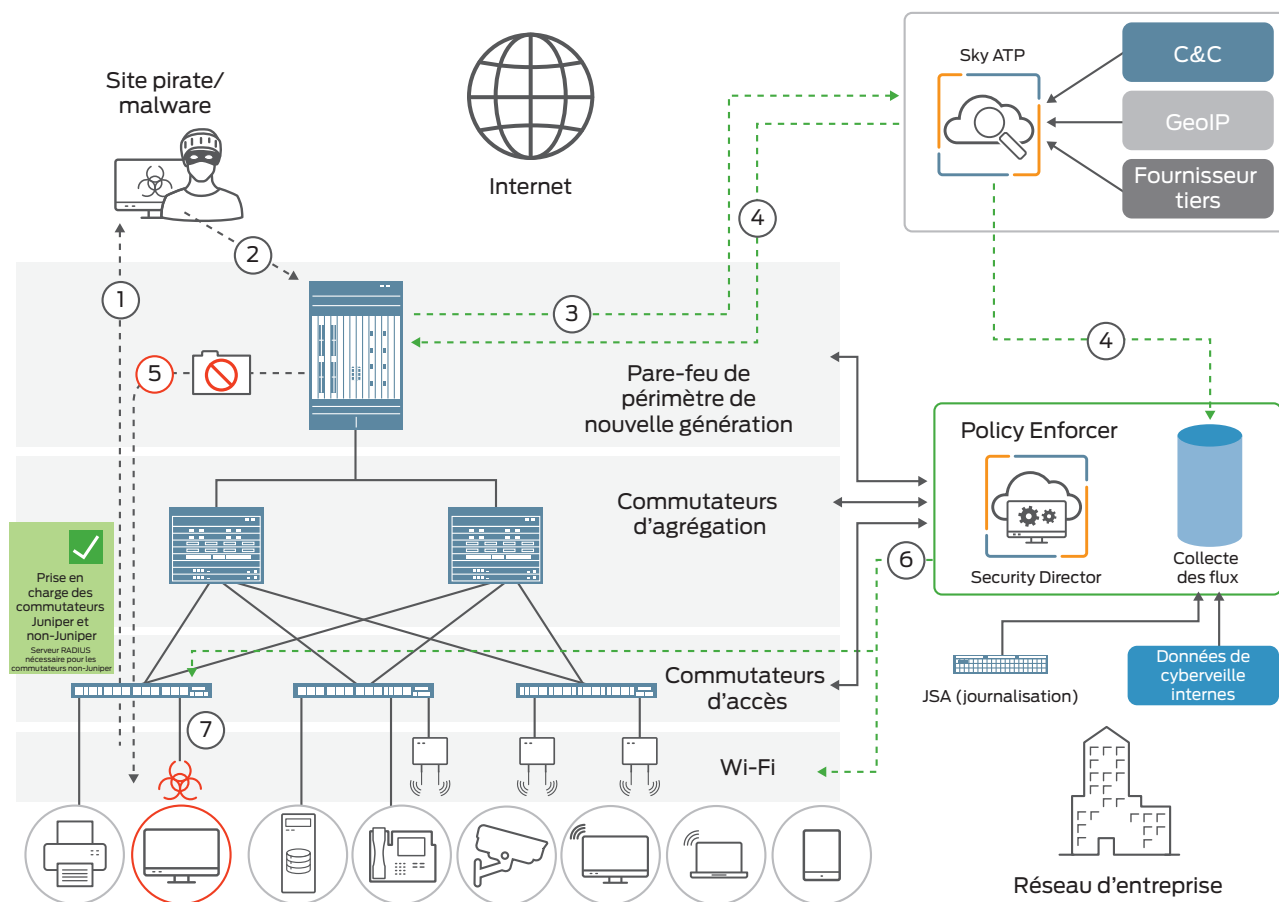 Site pirate/
malware
Internet
Sky ATP
C&C
GeoIP
Fournisseur
tiers
1
2
3
4
4
5
Pare-feu de
périmètre de
nouvelle génération
Policy Enforcer
Security Director
Collecte
des flux
Commutateurs
d'agrégation
6
Prise en
charge des
commutateurs
Juniper et
non-Juniper
Serveur RADIUS
nécessaire pour les
commutateurs non-Juniper
Commutateurs
d'accès
JSA (journalisation)
Données de
cyberveille
internes
7
Wi-Fi
Réseau d'entreprise